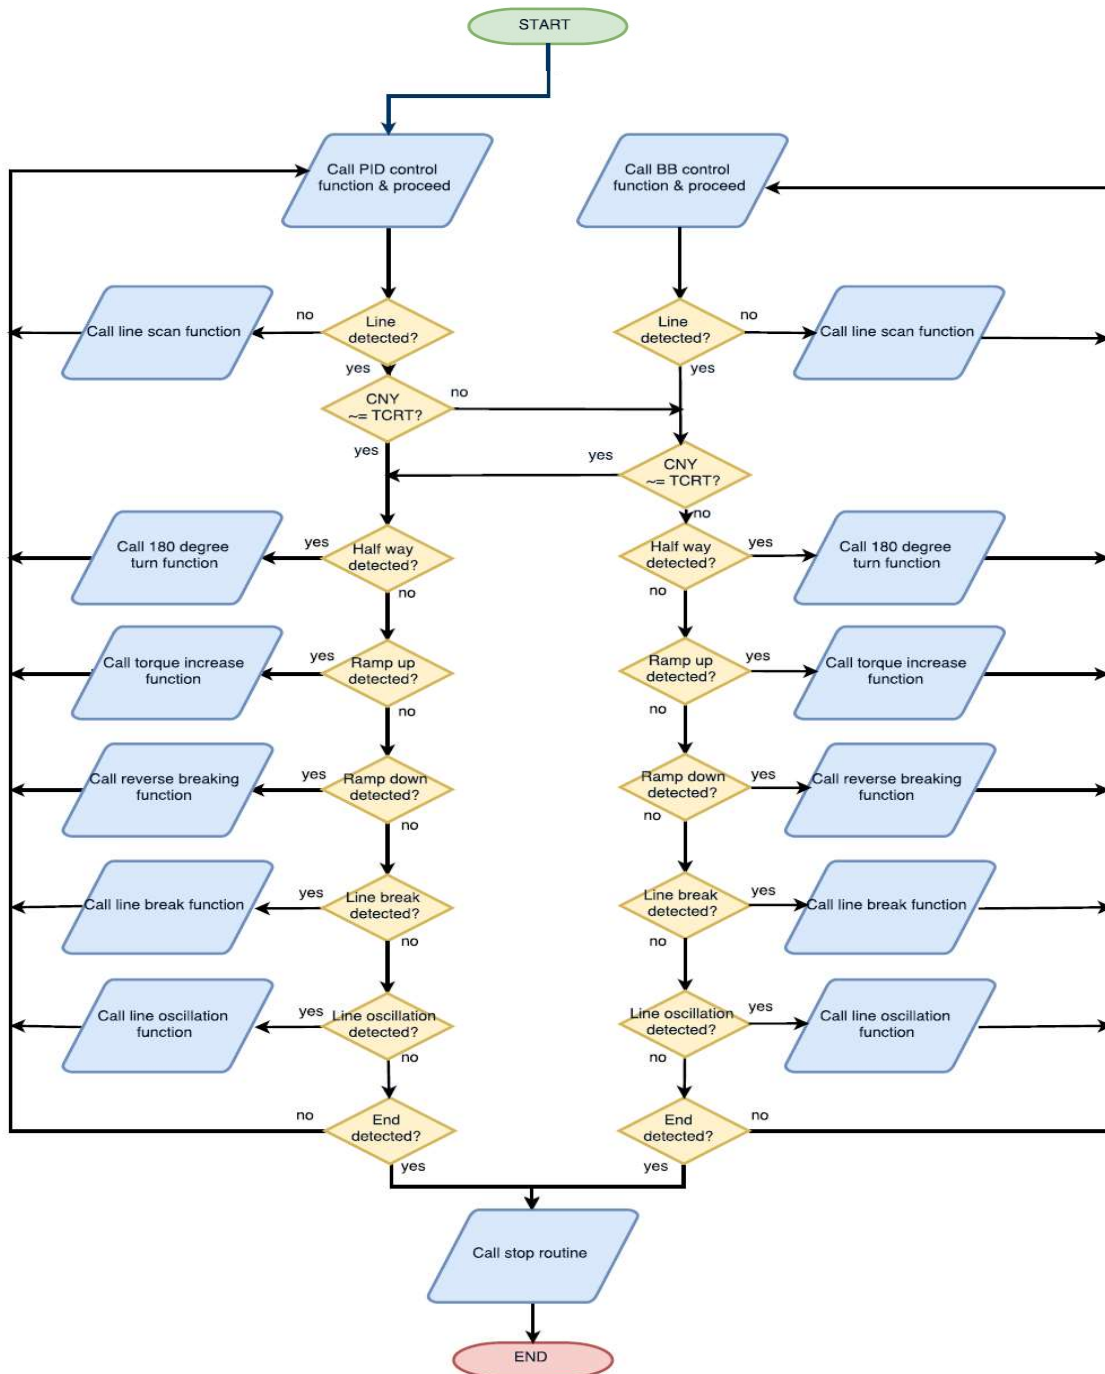 START
Call PID control
function & proceed
Call BB control
function & proceed
no
Line
detected?
Call line scan function
yes
Line
detected?
no
Call line scan function
yes
CNY
~= TCRT?
no
yes
yes
CNY
~= TCRT?
no
Call 180 degree
turn function
yes
Half way
detected?
no
Half way
detected?
yes
no
Call 180 degree
turn function
Call torque increase
function
yes
Ramp up
detected?
no
Ramp up
detected?
yes
no
Call torque increase
function
Call reverse breaking
function
yes
Ramp down
detected?
no
Ramp down
detected?
yes
no
Call reverse breaking
function
Call line break function
yes
Line break
detected?
no
Line break
detected?
yes
no
Call line break function
Call line oscillation
function
yes
Line oscillation
detected?
no
Line oscillation
detected?
yes
no
Call line oscillation
function
no
End
detected?
yes
End
detected?
no
yes
Call stop routine
END